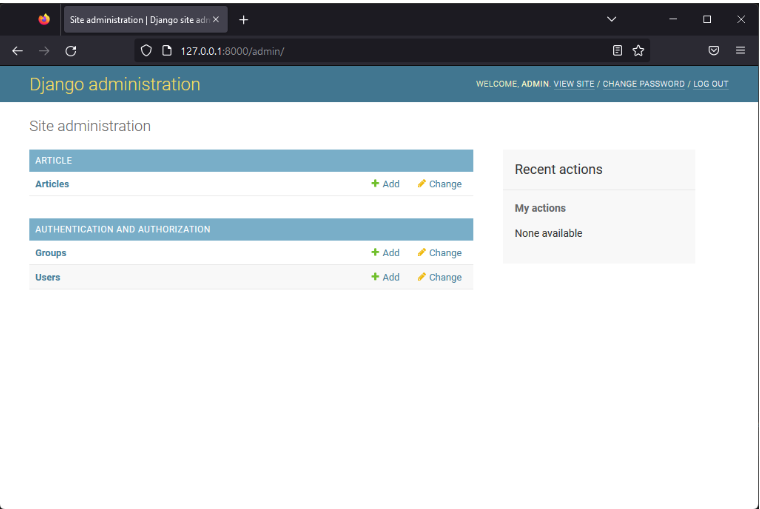 Site administration | Django site adn
127.0.0.1:8000/admin/
Django administration
WELCOME, ADMIN. VIEW SITE / CHANGE PASSWORD / LOG OUT
Site administration
ARTICLE
Articles Add Change
AUTHENTICATION AND AUTHORIZATION
Groups Add Change
Users Add Change
Recent actions
My actions
None available